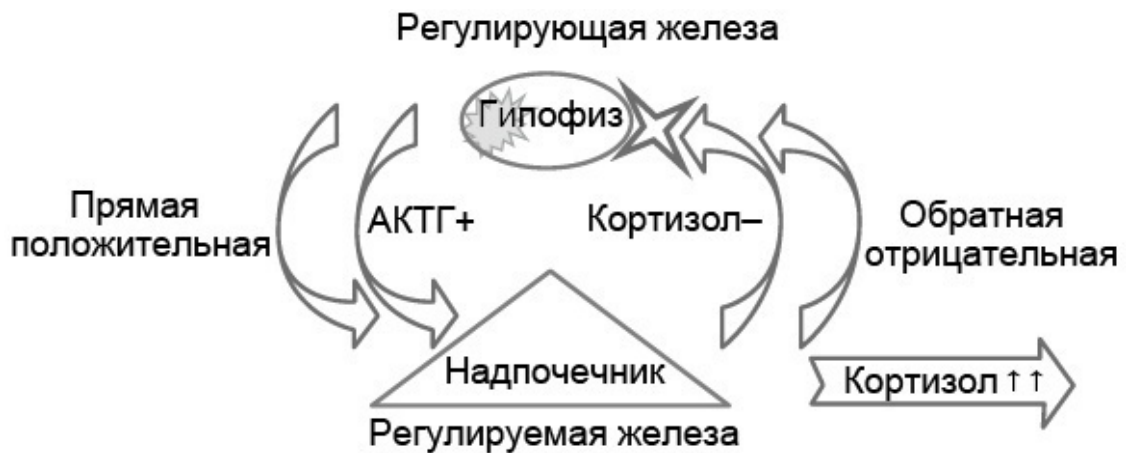 Регулирующая железа
Гипофиз
Прямая
положительная
АКТГ+
Кортизол–
Обратная
отрицательная
Надпочечник
Кортизол ↑↑
Регулируемая железа